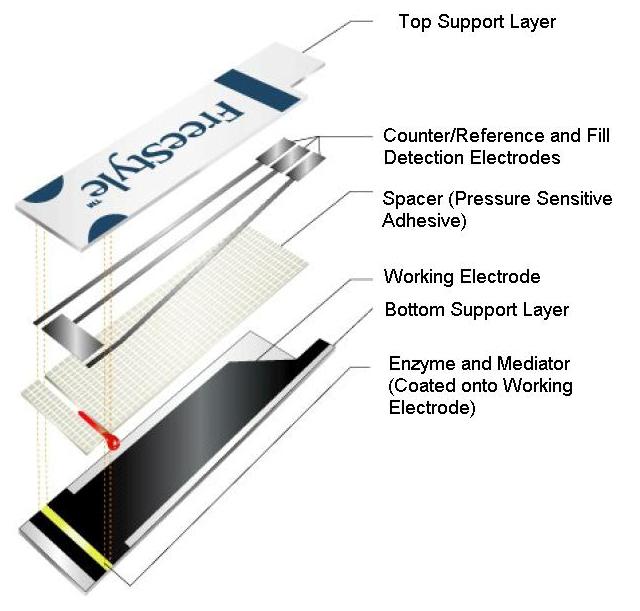 Top Support Layer
FreeStyle™
Counter/Reference and Fill
Detection Electrodes
Spacer (Pressure Sensitive
Adhesive)
Working Electrode
Bottom Support Layer
Enzyme and Mediator
(Coated onto Working
Electrode)